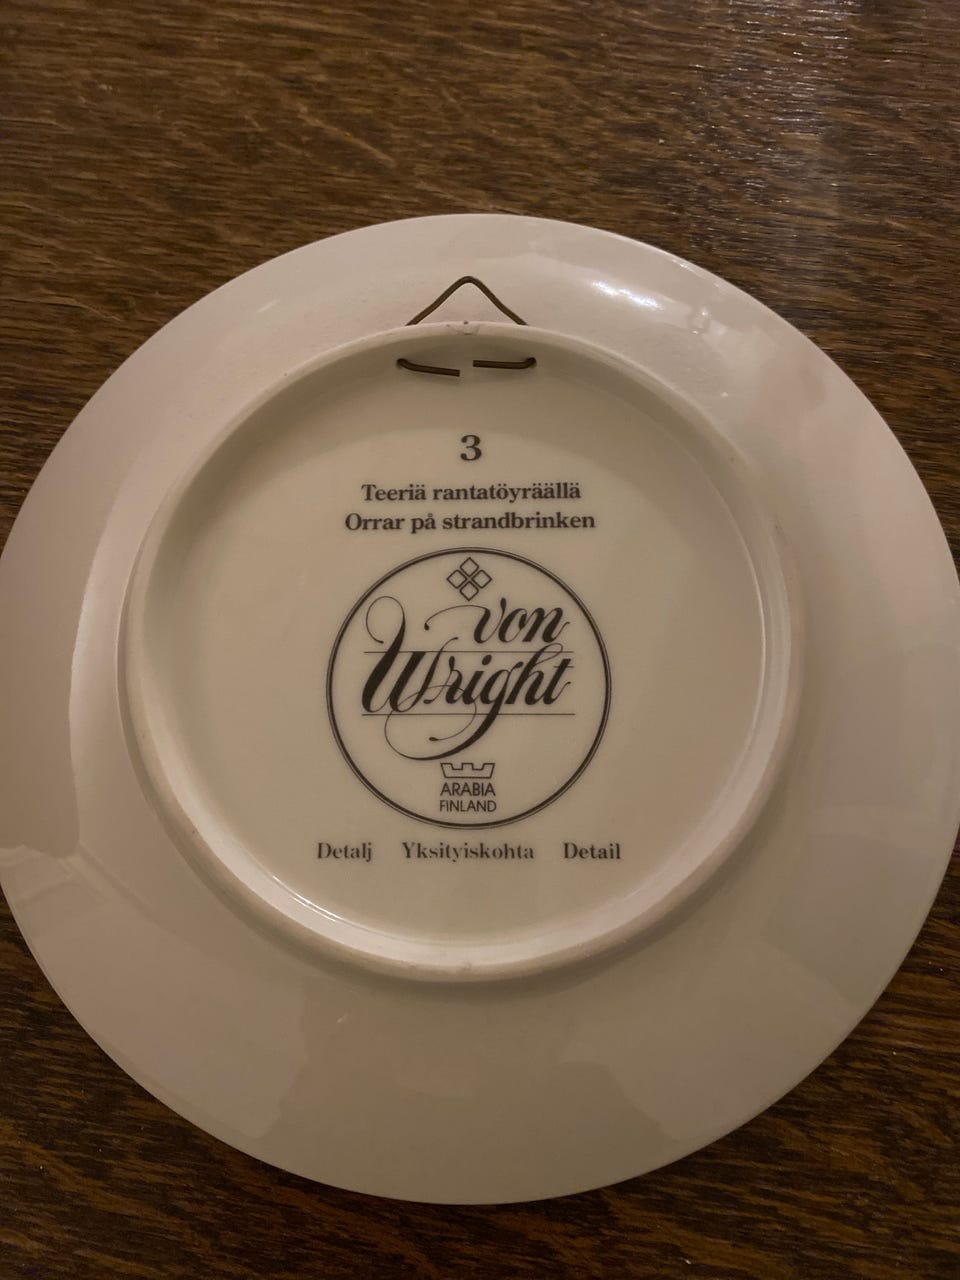 3
Teeriä rantatöyräällä
Orrar på strandbrinken
von
Wright
ARABIA
FINLAND
Detalj Yksityiskohta Detail